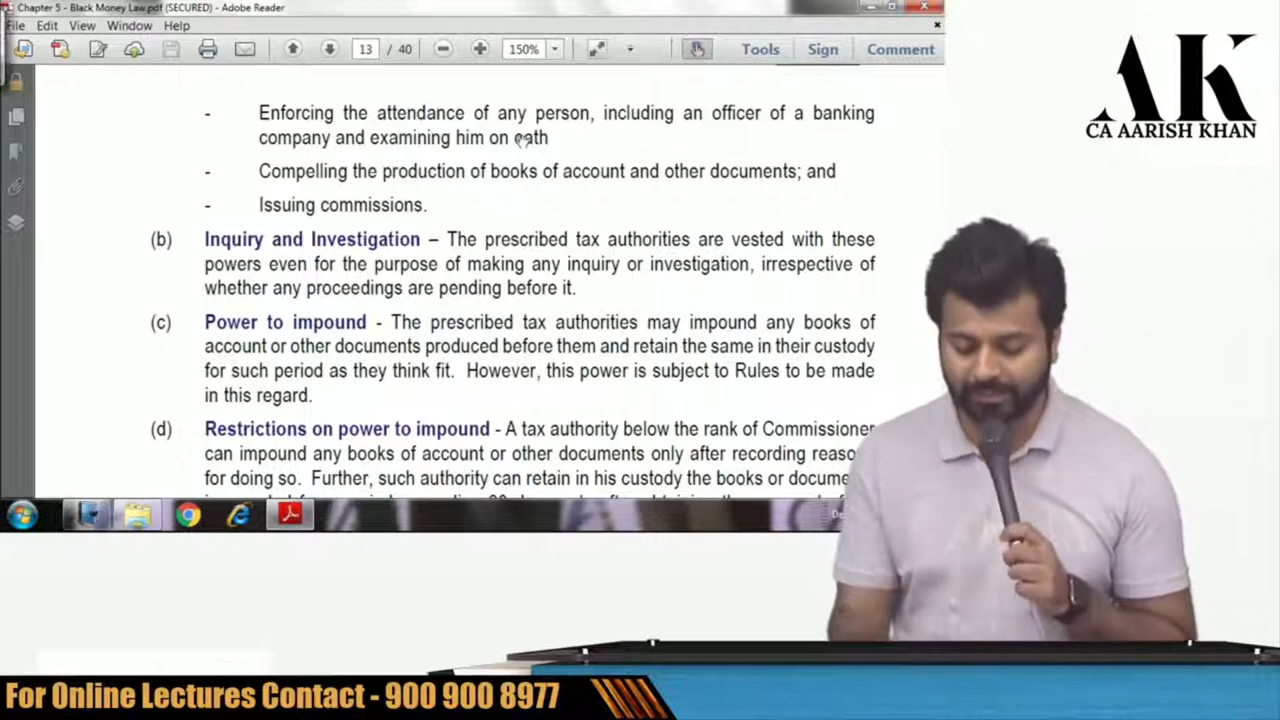 Chapter 5 - Black Money Law.pdf (SECURED) - Adobe Reader
File Edit View Window Help
13 / 40 150% Tools Sign Comment
AK
CA AARISH KHAN
- Enforcing the attendance of any person, including an officer of a banking
company and examining him on oath
- Compelling the production of books of account and other documents; and
- Issuing commissions.
(b) Inquiry and Investigation – The prescribed tax authorities are vested with these
powers even for the purpose of making any inquiry or investigation, irrespective of
whether any proceedings are pending before it.
(c) Power to impound - The prescribed tax authorities may impound any books of
account or other documents produced before them and retain the same in their custody
for such period as they think fit. However, this power is subject to Rules to be made
in this regard.
(d) Restrictions on power to impound - A tax authority below the rank of Commissioner
can impound any books of account or other documents only after recording reaso
for doing so. Further, such authority can retain in his custody the books or docume
For Online Lectures Contact - 900 900 8977